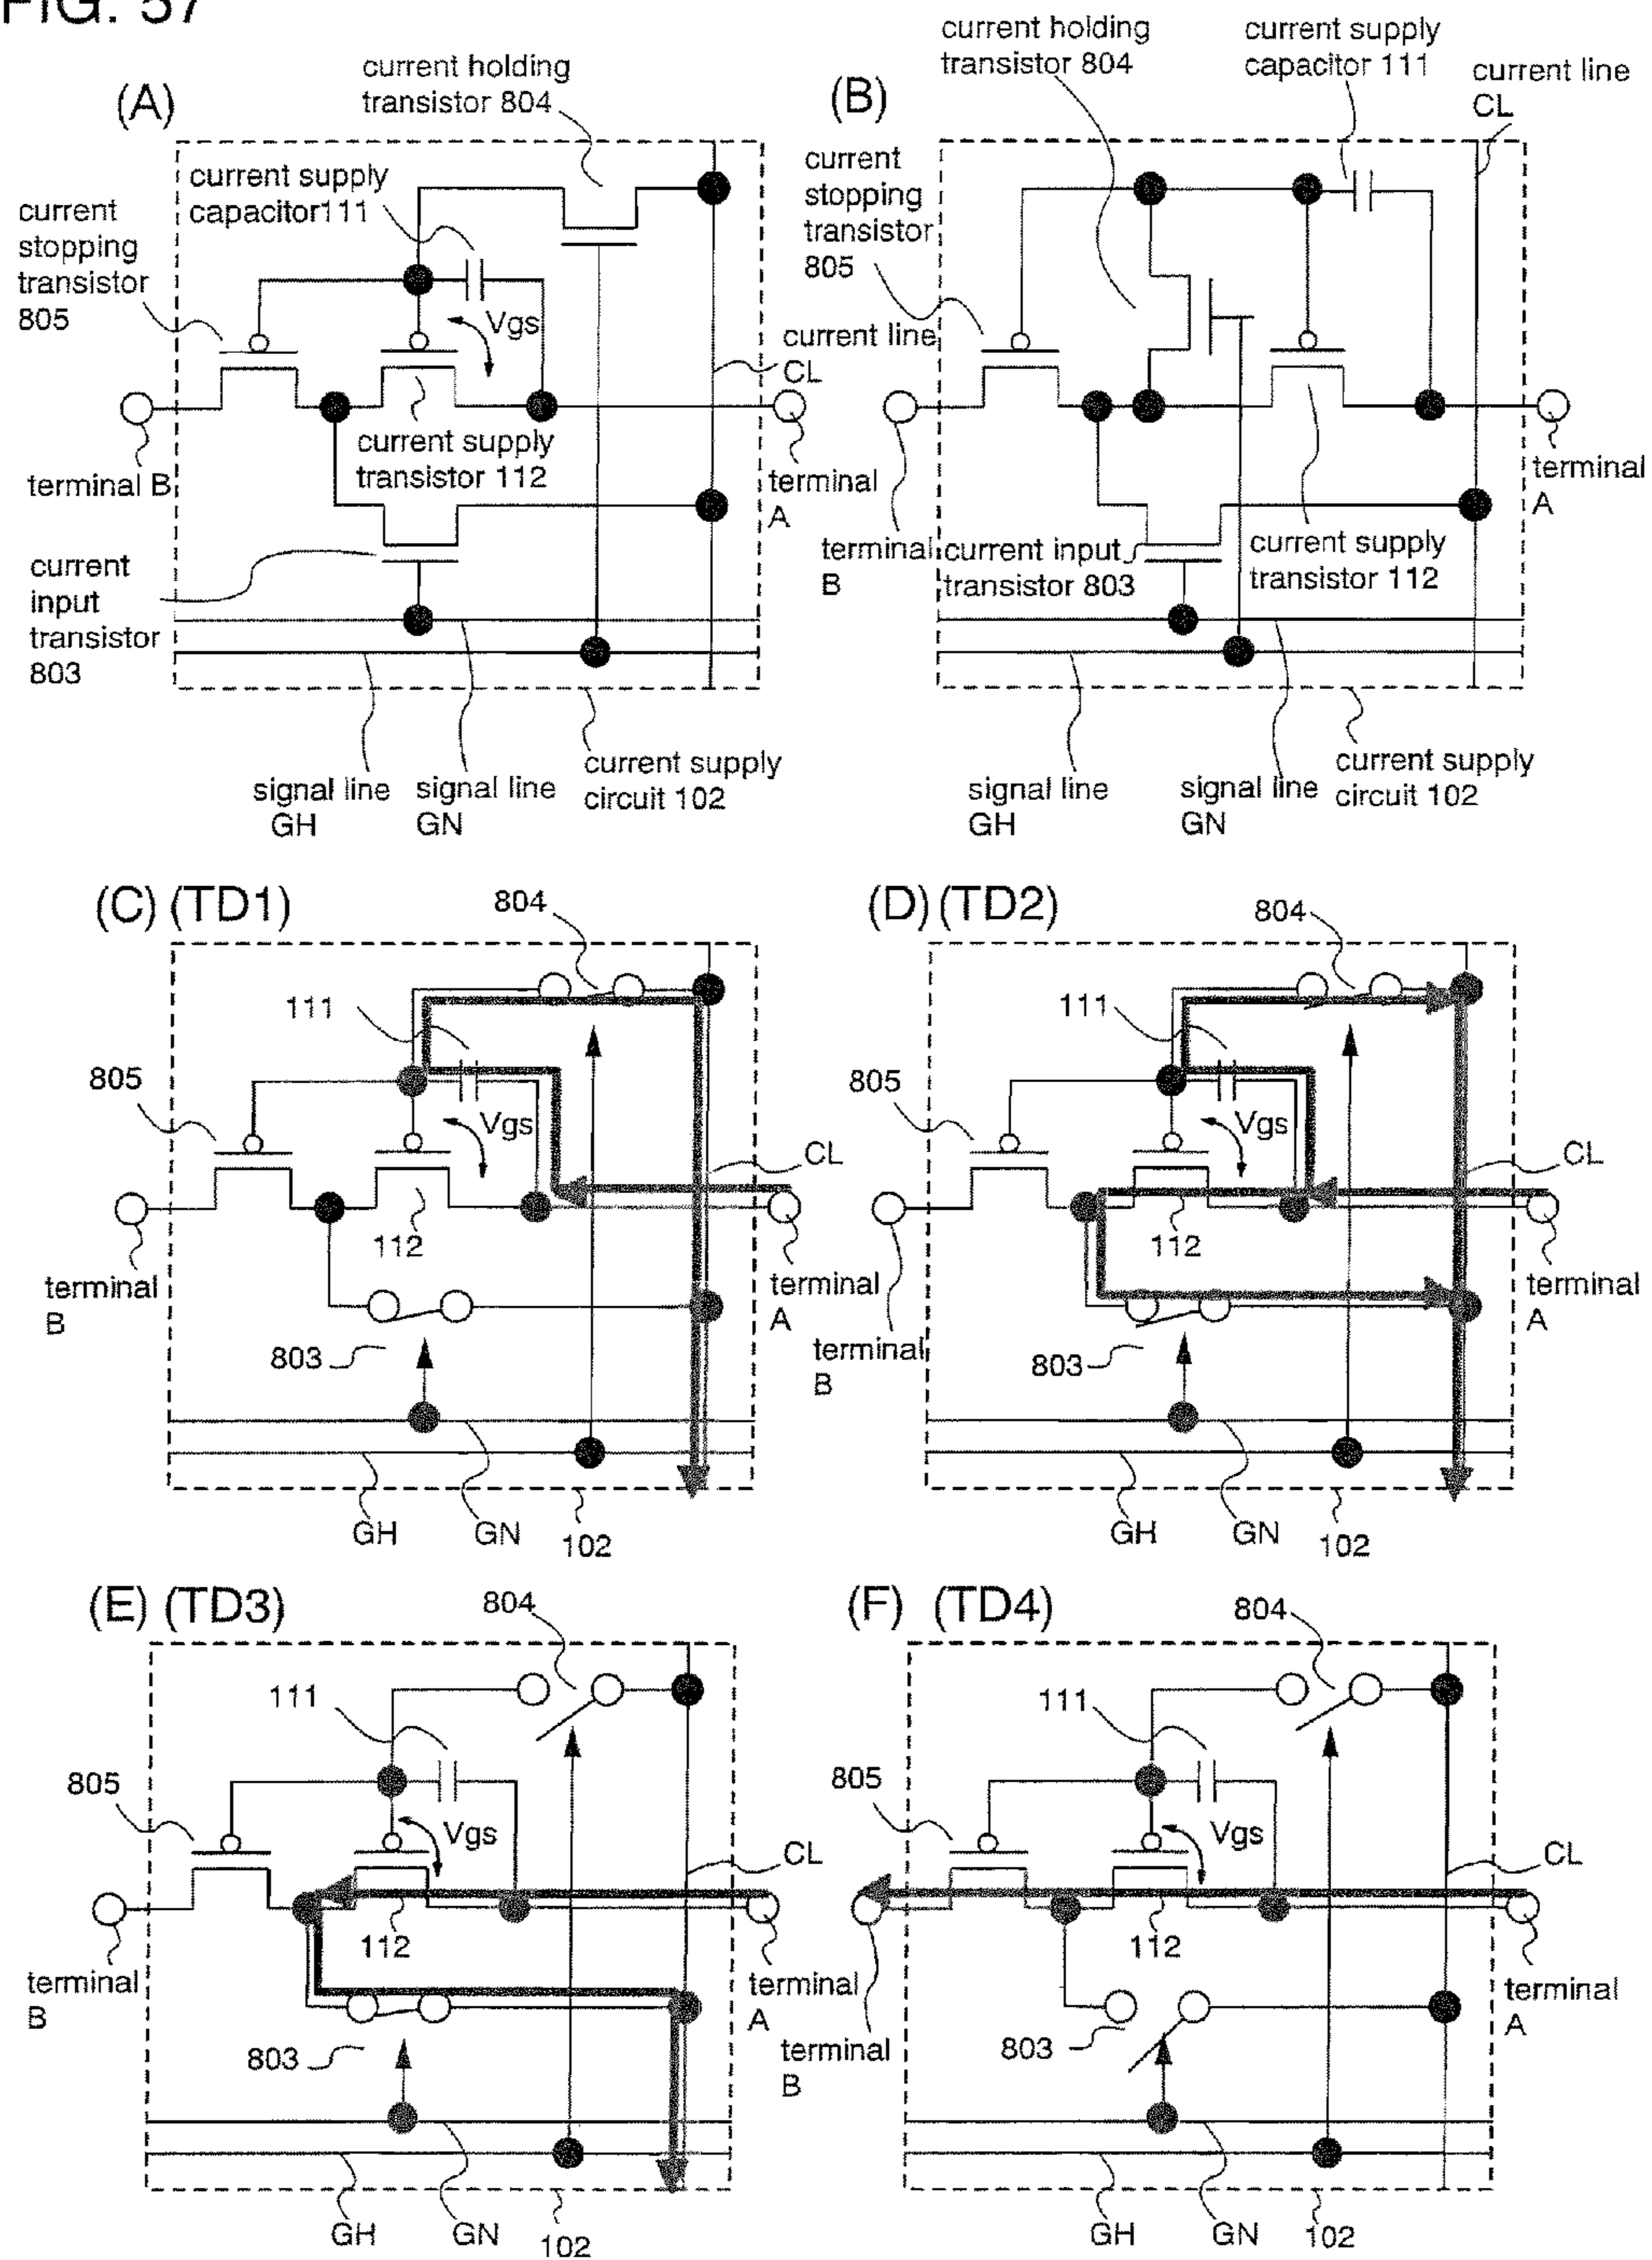 FIG. 57
(A)
current holding
transistor 804
current supply
capacitor111
current
stopping
transistor
805
Vgs
current line
CL
terminal B
current supply
transistor 112
terminal
A
current
input
transistor
803
signal line
GH
signal line
GN
current supply
circuit 102
(B)
current holding
transistor 804
current supply
capacitor 111
current line
CL
current
stopping
transistor
805
terminal
B
current input
transistor 803
current supply
transistor 112
terminal
A
signal line
GH
signal line
GN
current supply
circuit 102
(C) (TD1)
804
111
805
Vgs
CL
112
terminal
B
terminal
A
803
GH
GN
102
(D) (TD2)
804
111
805
Vgs
CL
112
terminal
B
terminal
A
803
GH
GN
102
(E) (TD3)
804
111
805
Vgs
CL
112
terminal
B
terminal
A
803
GH
GN
102
(F) (TD4)
804
111
805
Vgs
CL
112
terminal
B
terminal
A
803
GH
GN
102